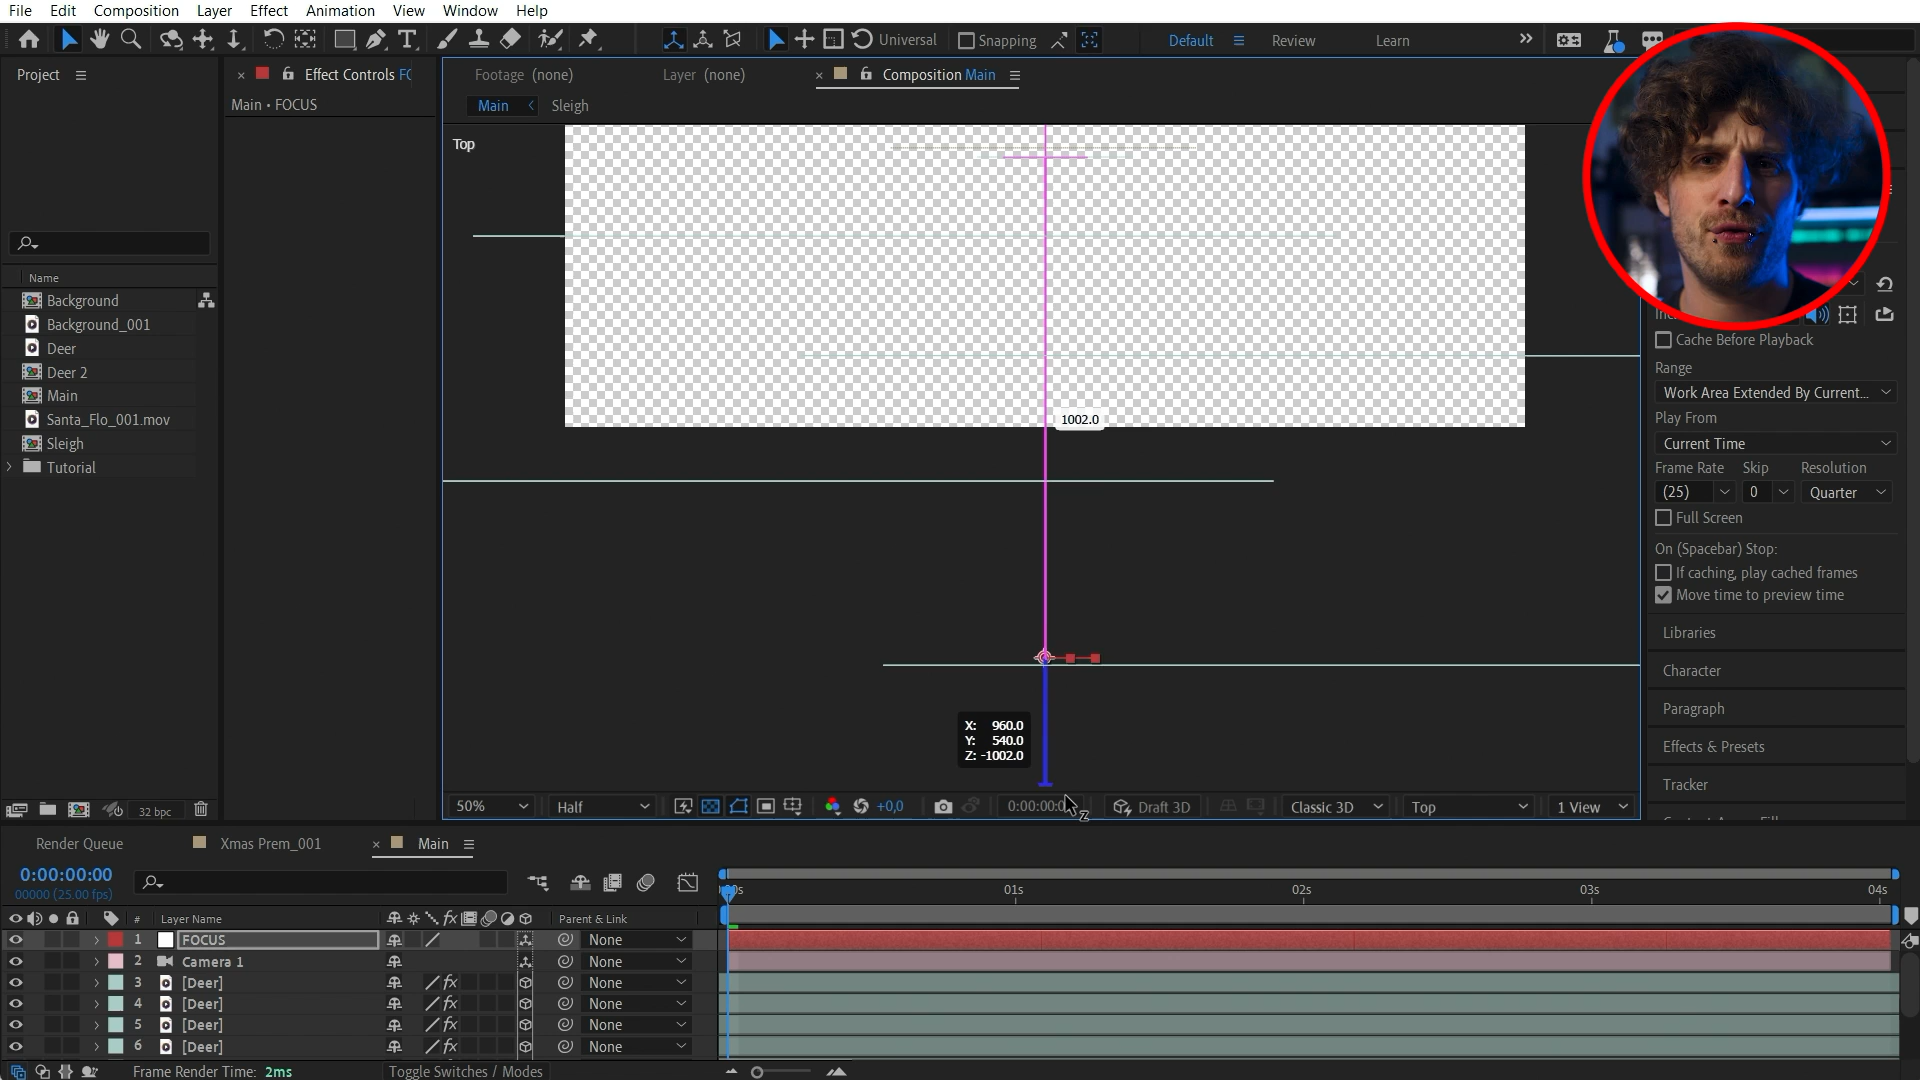 File Edit Composition Layer Effect Animation View Window Help
Universal Snapping Default Review Learn
Project
Effect Controls FO
Footage (none) Layer (none) Composition Main
Main • FOCUS
Main Sleigh
Top
Name
Background
Background_001
Deer
Deer 2
Main
Santa_Flo_001.mov
Sleigh
Tutorial
1002.0
X: 960.0
Y: 540.0
Z: -1002.0
Cache Before Playback
Range
Work Area Extended By Current...
Play From
Current Time
Frame Rate Skip Resolution
(25) 0 Quarter
Full Screen
On (Spacebar) Stop:
If caching, play cached frames
Move time to preview time
Libraries
Character
Paragraph
Effects & Presets
Tracker
32 bpc
50% Half +0,0 0:00:00:0 Draft 3D Classic 3D Top 1 View
Render Queue Xmas Prem_001 Main
0:00:00:00
00000 (25.00 fps)
01s 02s 03s 04s
# Layer Name Parent & Link
1 FOCUS None
2 Camera 1 None
3 [Deer] None
4 [Deer] None
5 [Deer] None
6 [Deer] None
Frame Render Time: 2ms Toggle Switches / Modes